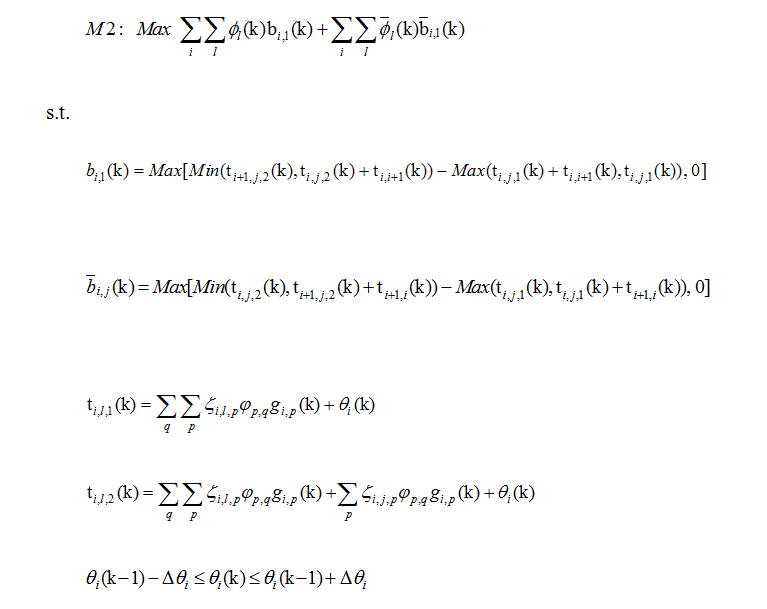 M2: Max ∑_i ∑_l ϕ_l(k)b_{i,1}(k) + ∑_i ∑_l ϕ̅_l(k)b̅_{i,1}(k)
s.t.
b_{i,1}(k) = Max[Min(t_{i+1,j,2}(k), t_{i,j,2}(k) + t_{i,i+1}(k)) − Max(t_{i,j,1}(k) + t_{i,i+1}(k), t_{i,j,1}(k)), 0]
b̅_{i,j}(k) = Max[Min(t_{i,j,2}(k), t_{i+1,j,2}(k) + t_{i+1,i}(k)) − Max(t_{i,j,1}(k), t_{i,j,1}(k) + t_{i+1,i}(k)), 0]
t_{i,l,1}(k) = ∑_q ∑_p ζ_{i,l,p}φ_{p,q}g_{i,p}(k) + θ_i(k)
t_{i,l,2}(k) = ∑_q ∑_p ζ_{i,l,p}φ_{p,q}g_{i,p}(k) + ∑_p ζ_{i,j,p}φ_{p,q}g_{i,p}(k) + θ_i(k)
θ_i(k−1) − Δθ_i ≤ θ_i(k) ≤ θ_i(k−1) + Δθ_i